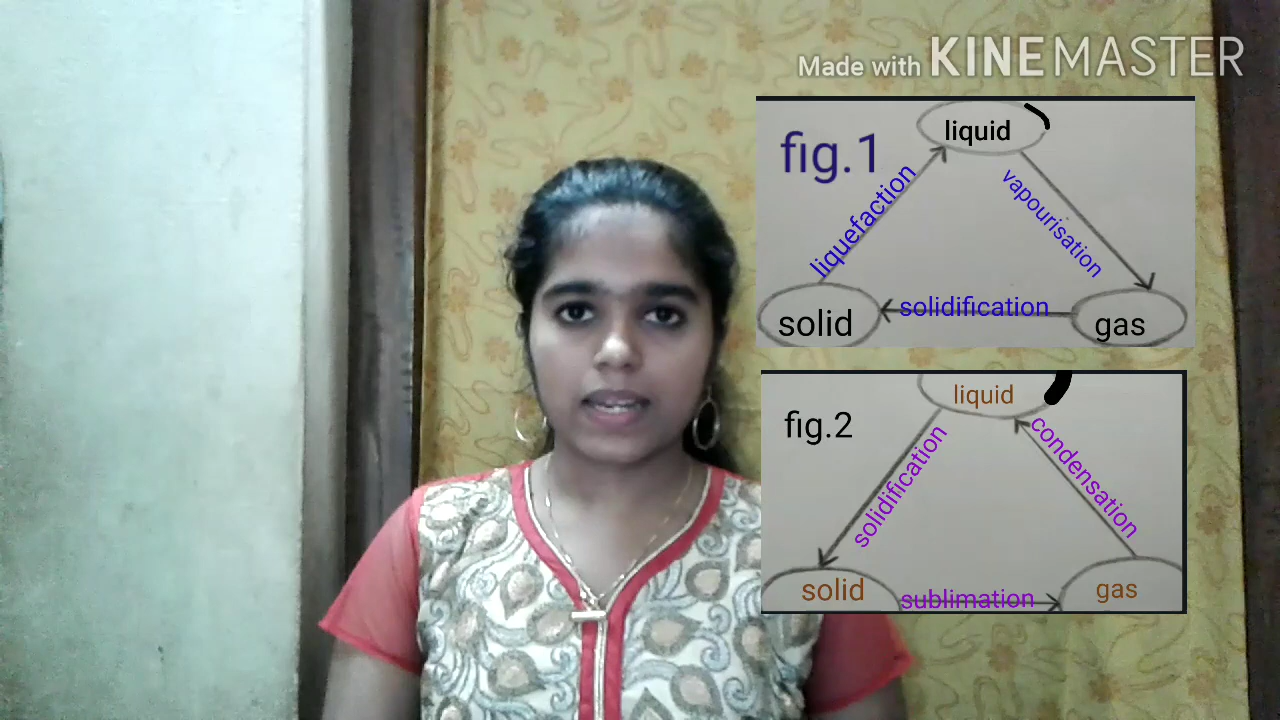 Made with KINEMASTER
fig.1
liquid
liquefaction
vapourisation
solidification
solid
gas
fig.2
liquid
solidification
condensation
solid
sublimation
gas